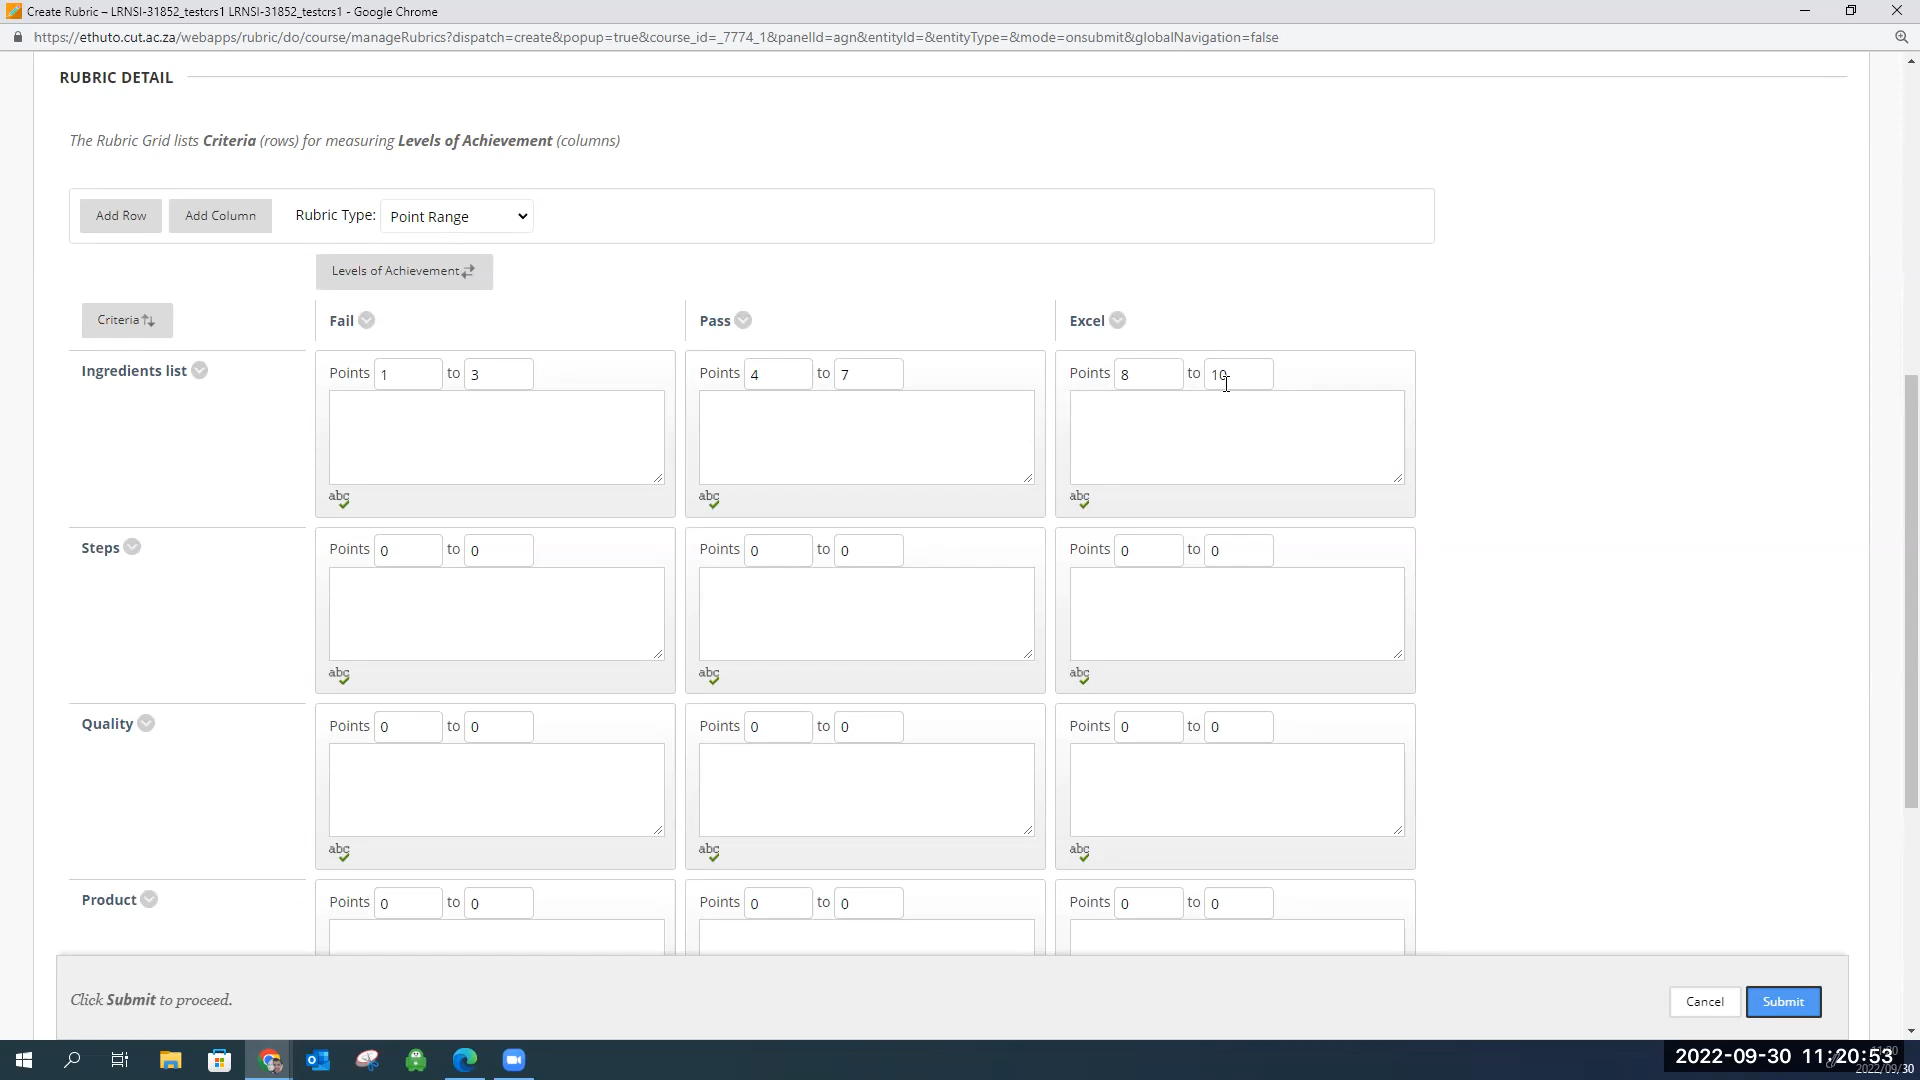 Create Rubric – LRNSI-31852_testcrs1 LRNSI-31852_testcrs1 - Google Chrome
https://ethuto.cut.ac.za/webapps/rubric/do/course/manageRubrics?dispatch=create&popup=true&course_id=_7774_1&panelId=agn&entityId=&entityType=&mode=onsubmit&globalNavigation=false
RUBRIC DETAIL
The Rubric Grid lists Criteria (rows) for measuring Levels of Achievement (columns)
Add Row Add Column Rubric Type: Point Range
Levels of Achievement
Criteria Fail Pass Excel
Ingredients list Points 1 to 3 Points 4 to 7 Points 8 to 10
abc abc abc
Steps Points 0 to 0 Points 0 to 0 Points 0 to 0
abc abc abc
Quality Points 0 to 0 Points 0 to 0 Points 0 to 0
abc abc abc
Product Points 0 to 0 Points 0 to 0 Points 0 to 0
Click Submit to proceed. Cancel Submit
2022-09-30 11:20:53
2022/09/30